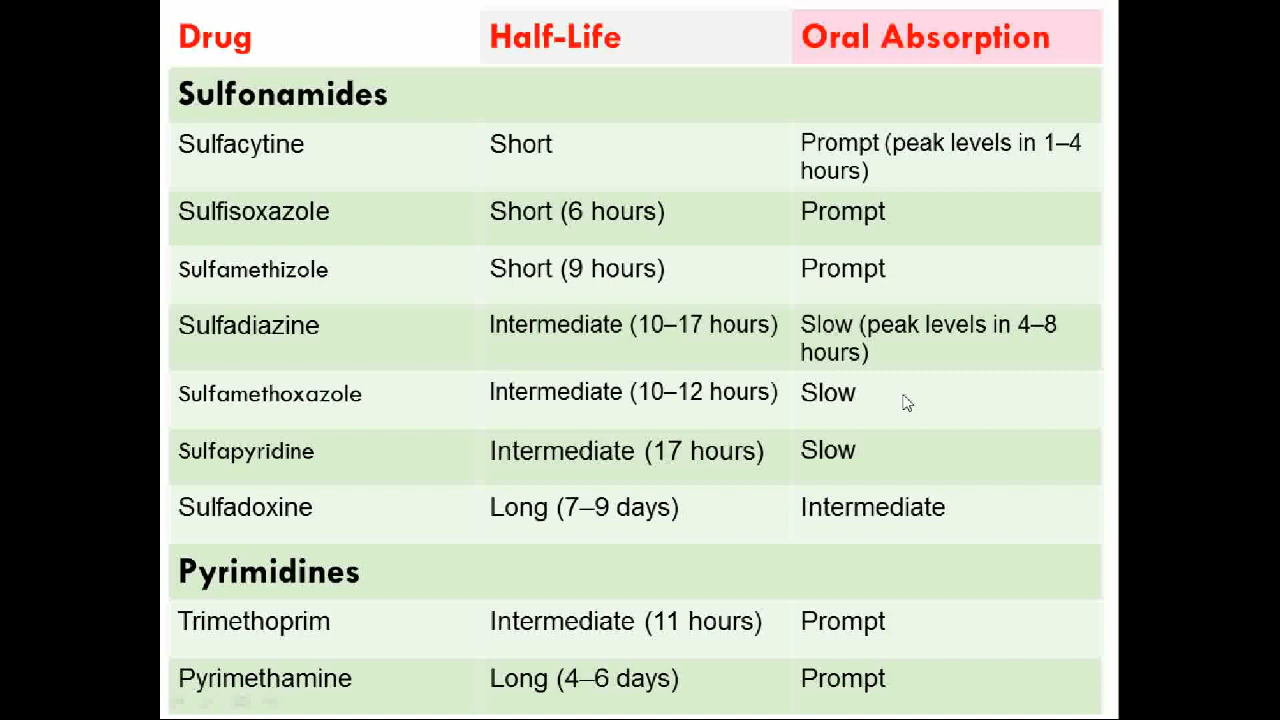 Drug Half-Life Oral Absorption
Sulfonamides
Sulfacytine Short Prompt (peak levels in 1–4
hours)
Sulfisoxazole Short (6 hours) Prompt
Sulfamethizole Short (9 hours) Prompt
Sulfadiazine Intermediate (10–17 hours) Slow (peak levels in 4–8
hours)
Sulfamethoxazole Intermediate (10–12 hours) Slow
Sulfapyridine Intermediate (17 hours) Slow
Sulfadoxine Long (7–9 days) Intermediate
Pyrimidines
Trimethoprim Intermediate (11 hours) Prompt
Pyrimethamine Long (4–6 days) Prompt